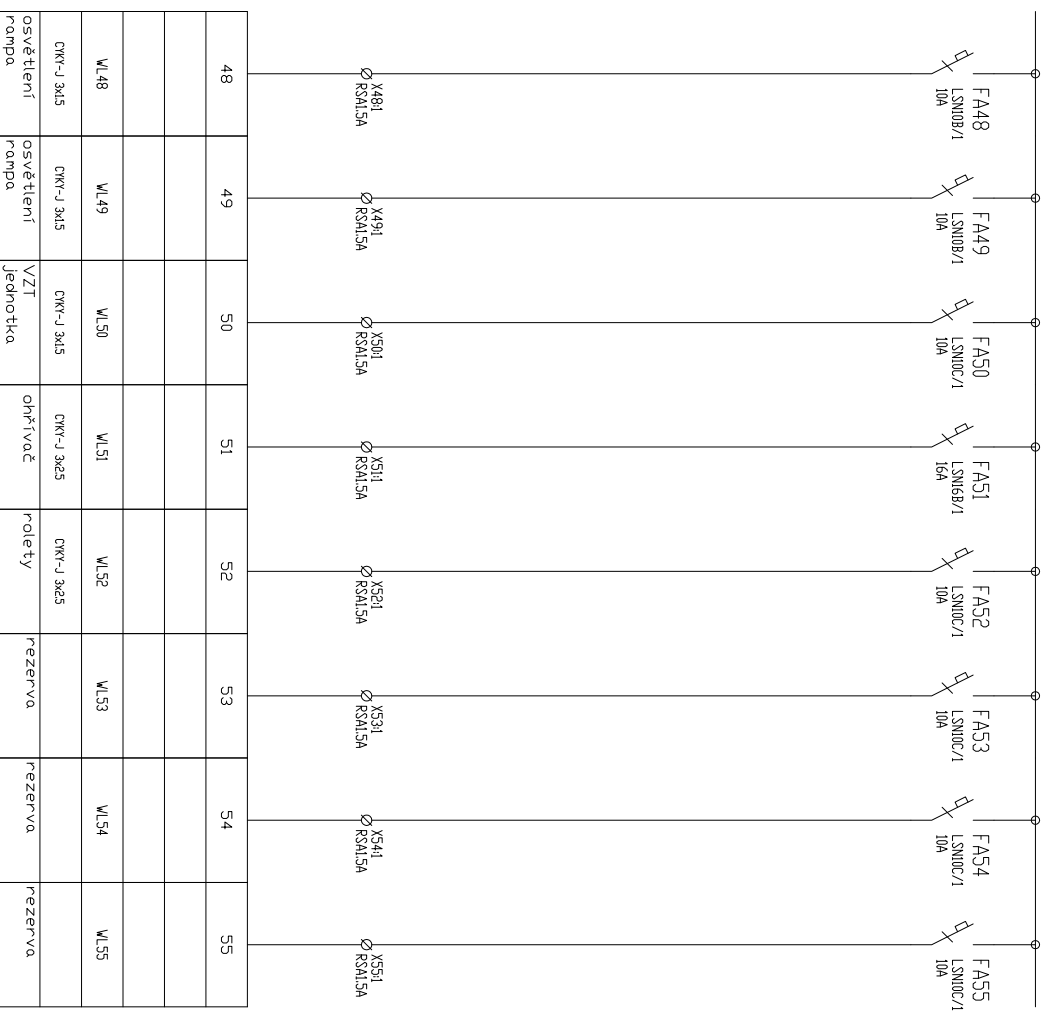 FA48
LSN10B/1
10A
FA49
LSN10B/1
10A
FA50
LSN10C/1
10A
FA51
LSN16B/1
16A
FA52
LSN10C/1
10A
FA53
LSN10C/1
10A
FA54
LSN10C/1
10A
FA55
LSN10C/1
10A
X48:1
RSA1.5A
X49:1
RSA1.5A
X50:1
RSA1.5A
X51:1
RSA1.5A
X52:1
RSA1.5A
X53:1
RSA1.5A
X54:1
RSA1.5A
X55:1
RSA1.5A
48 49 50 51 52 53 54 55
WL48 WL49 WL50 WL51 WL52 WL53 WL54 WL55
CYKY-J 3x1.5 CYKY-J 3x1.5 CYKY-J 3x1.5 CYKY-J 3x2.5 CYKY-J 3x2.5
osvětlení
rampa
osvětlení
rampa
VZT
jednotka
ohřívač
rolety
rezerva
rezerva
rezerva